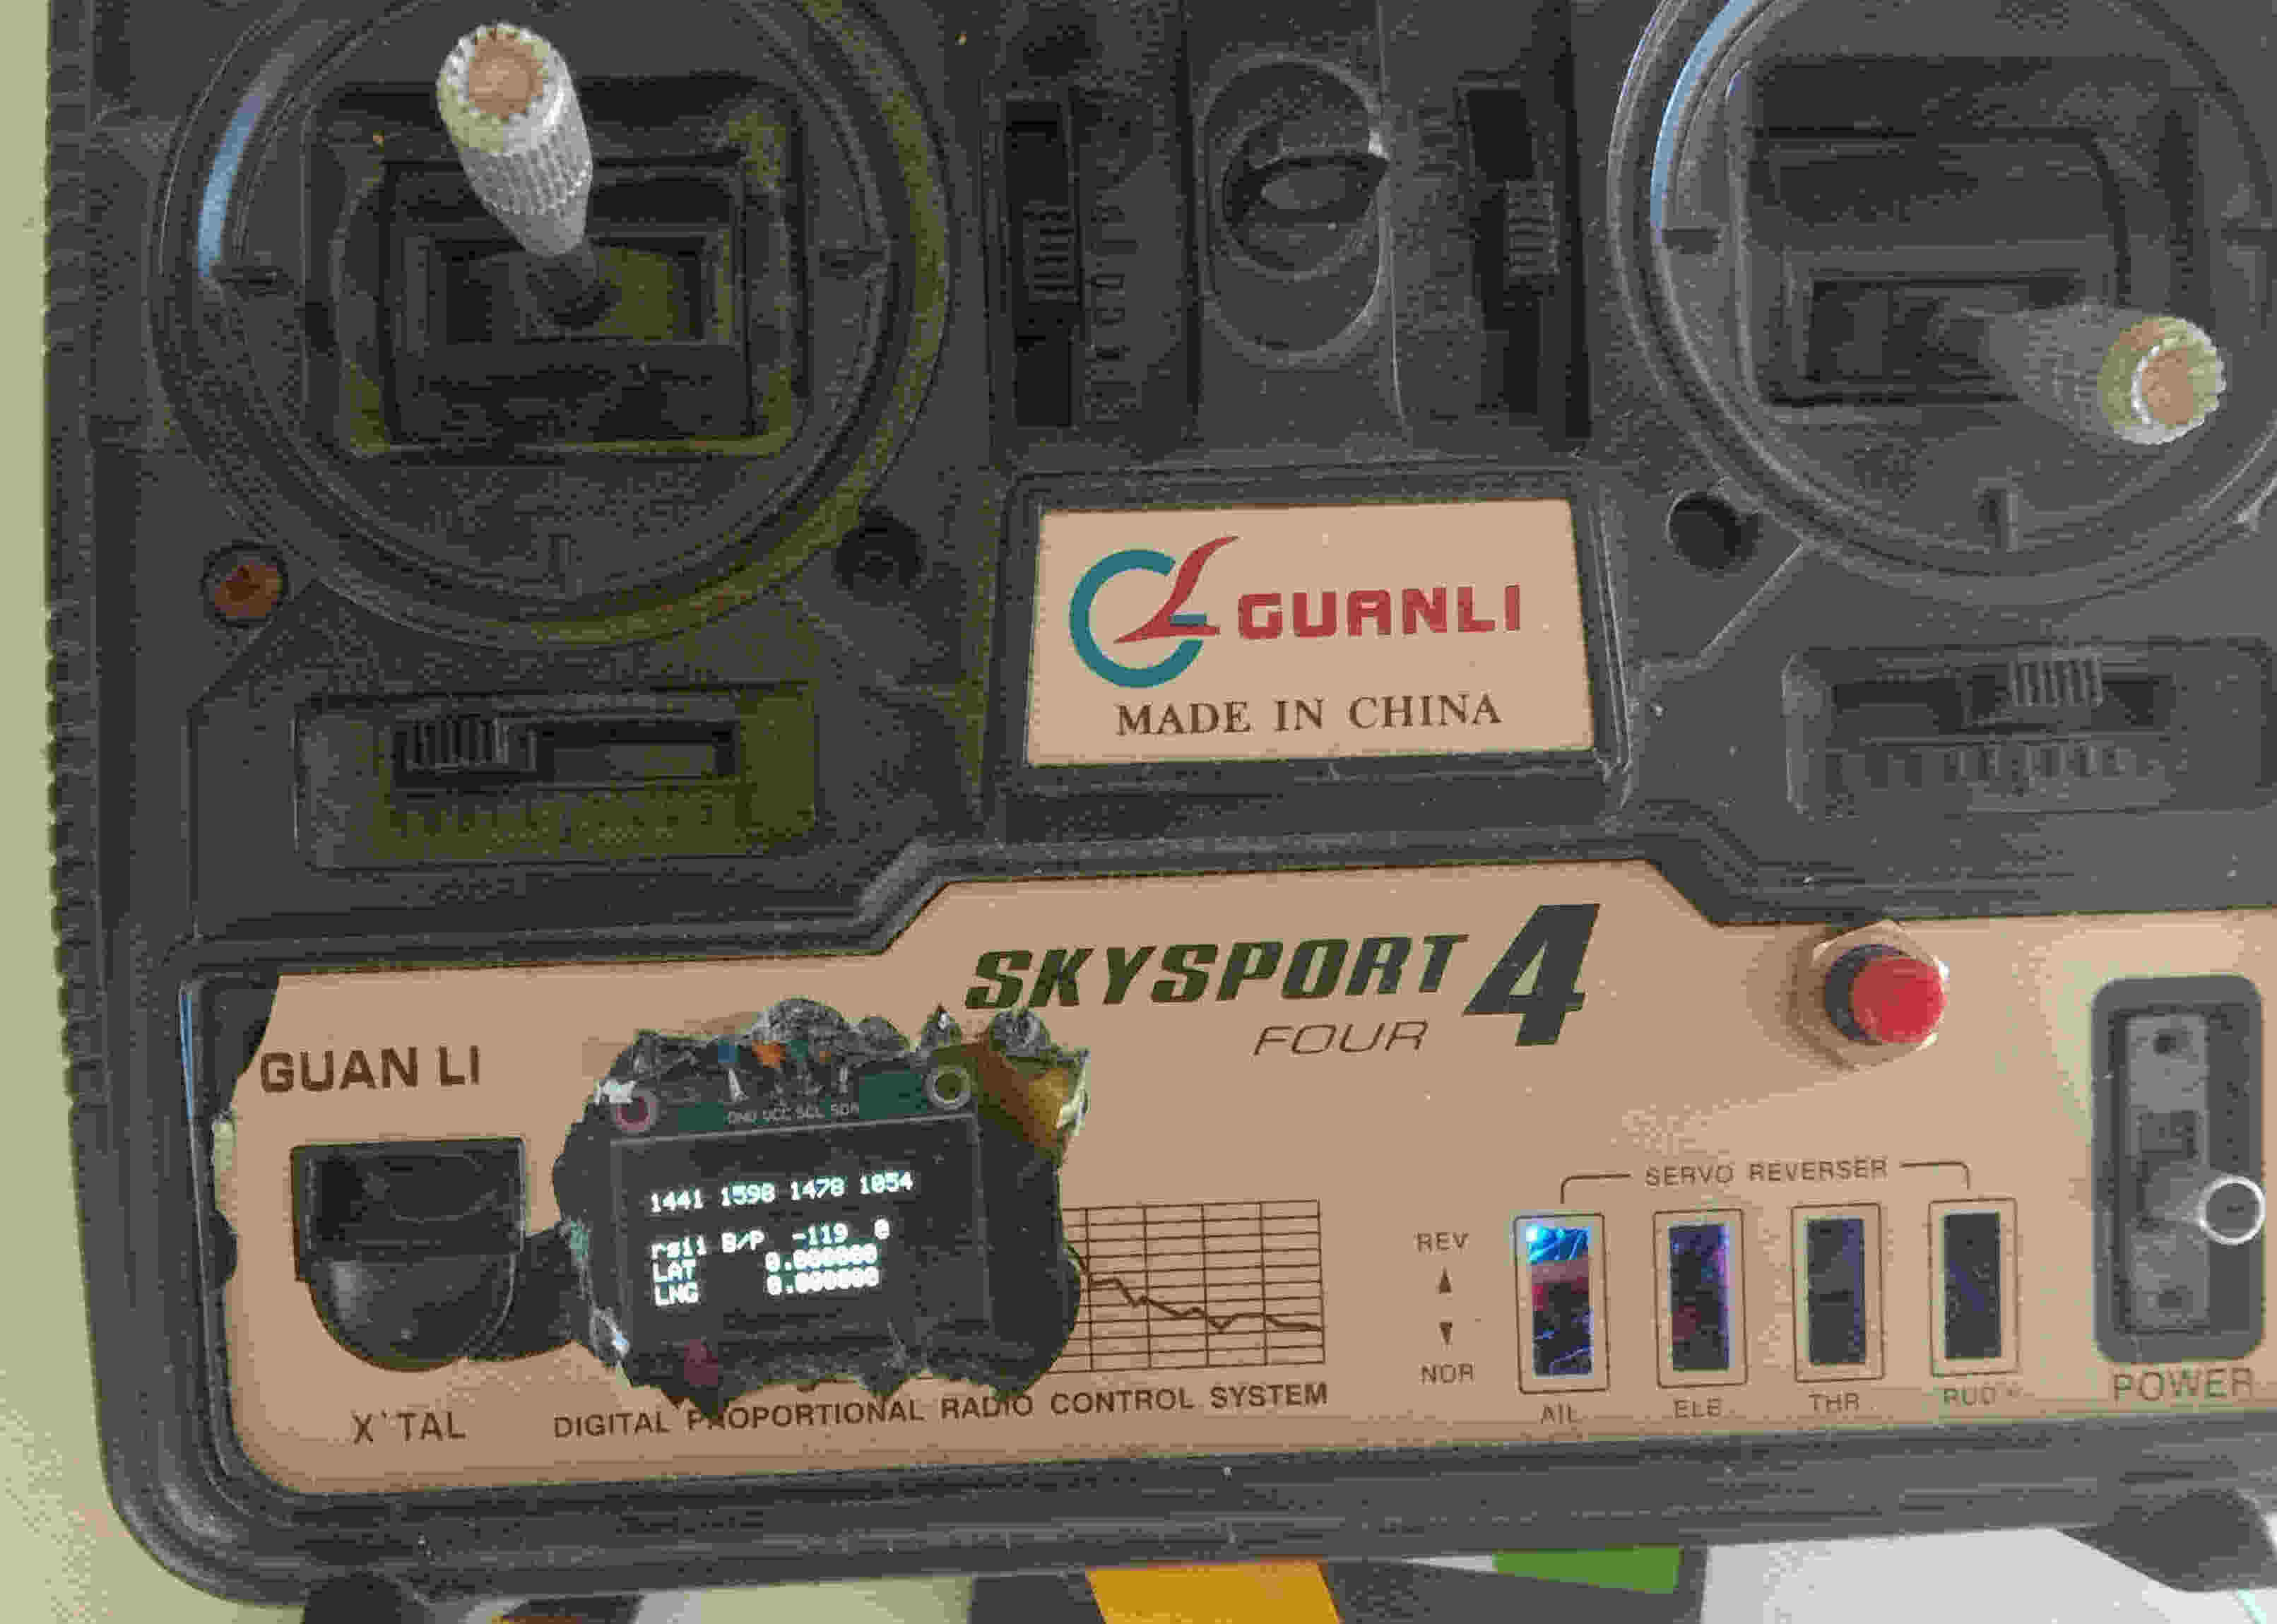 GUANLI
MADE IN CHINA
SKYSPORT 4
FOUR
GUAN LI
GND VCC SCL SDA
1441 1598 1478 1054
rsii B/P -119 0
LAT 0.000000
LNG 0.000000
SERVO REVERSER
REV
NOR
AIL ELE THR RUD
POWER
X'TAL
DIGITAL PROPORTIONAL RADIO CONTROL SYSTEM